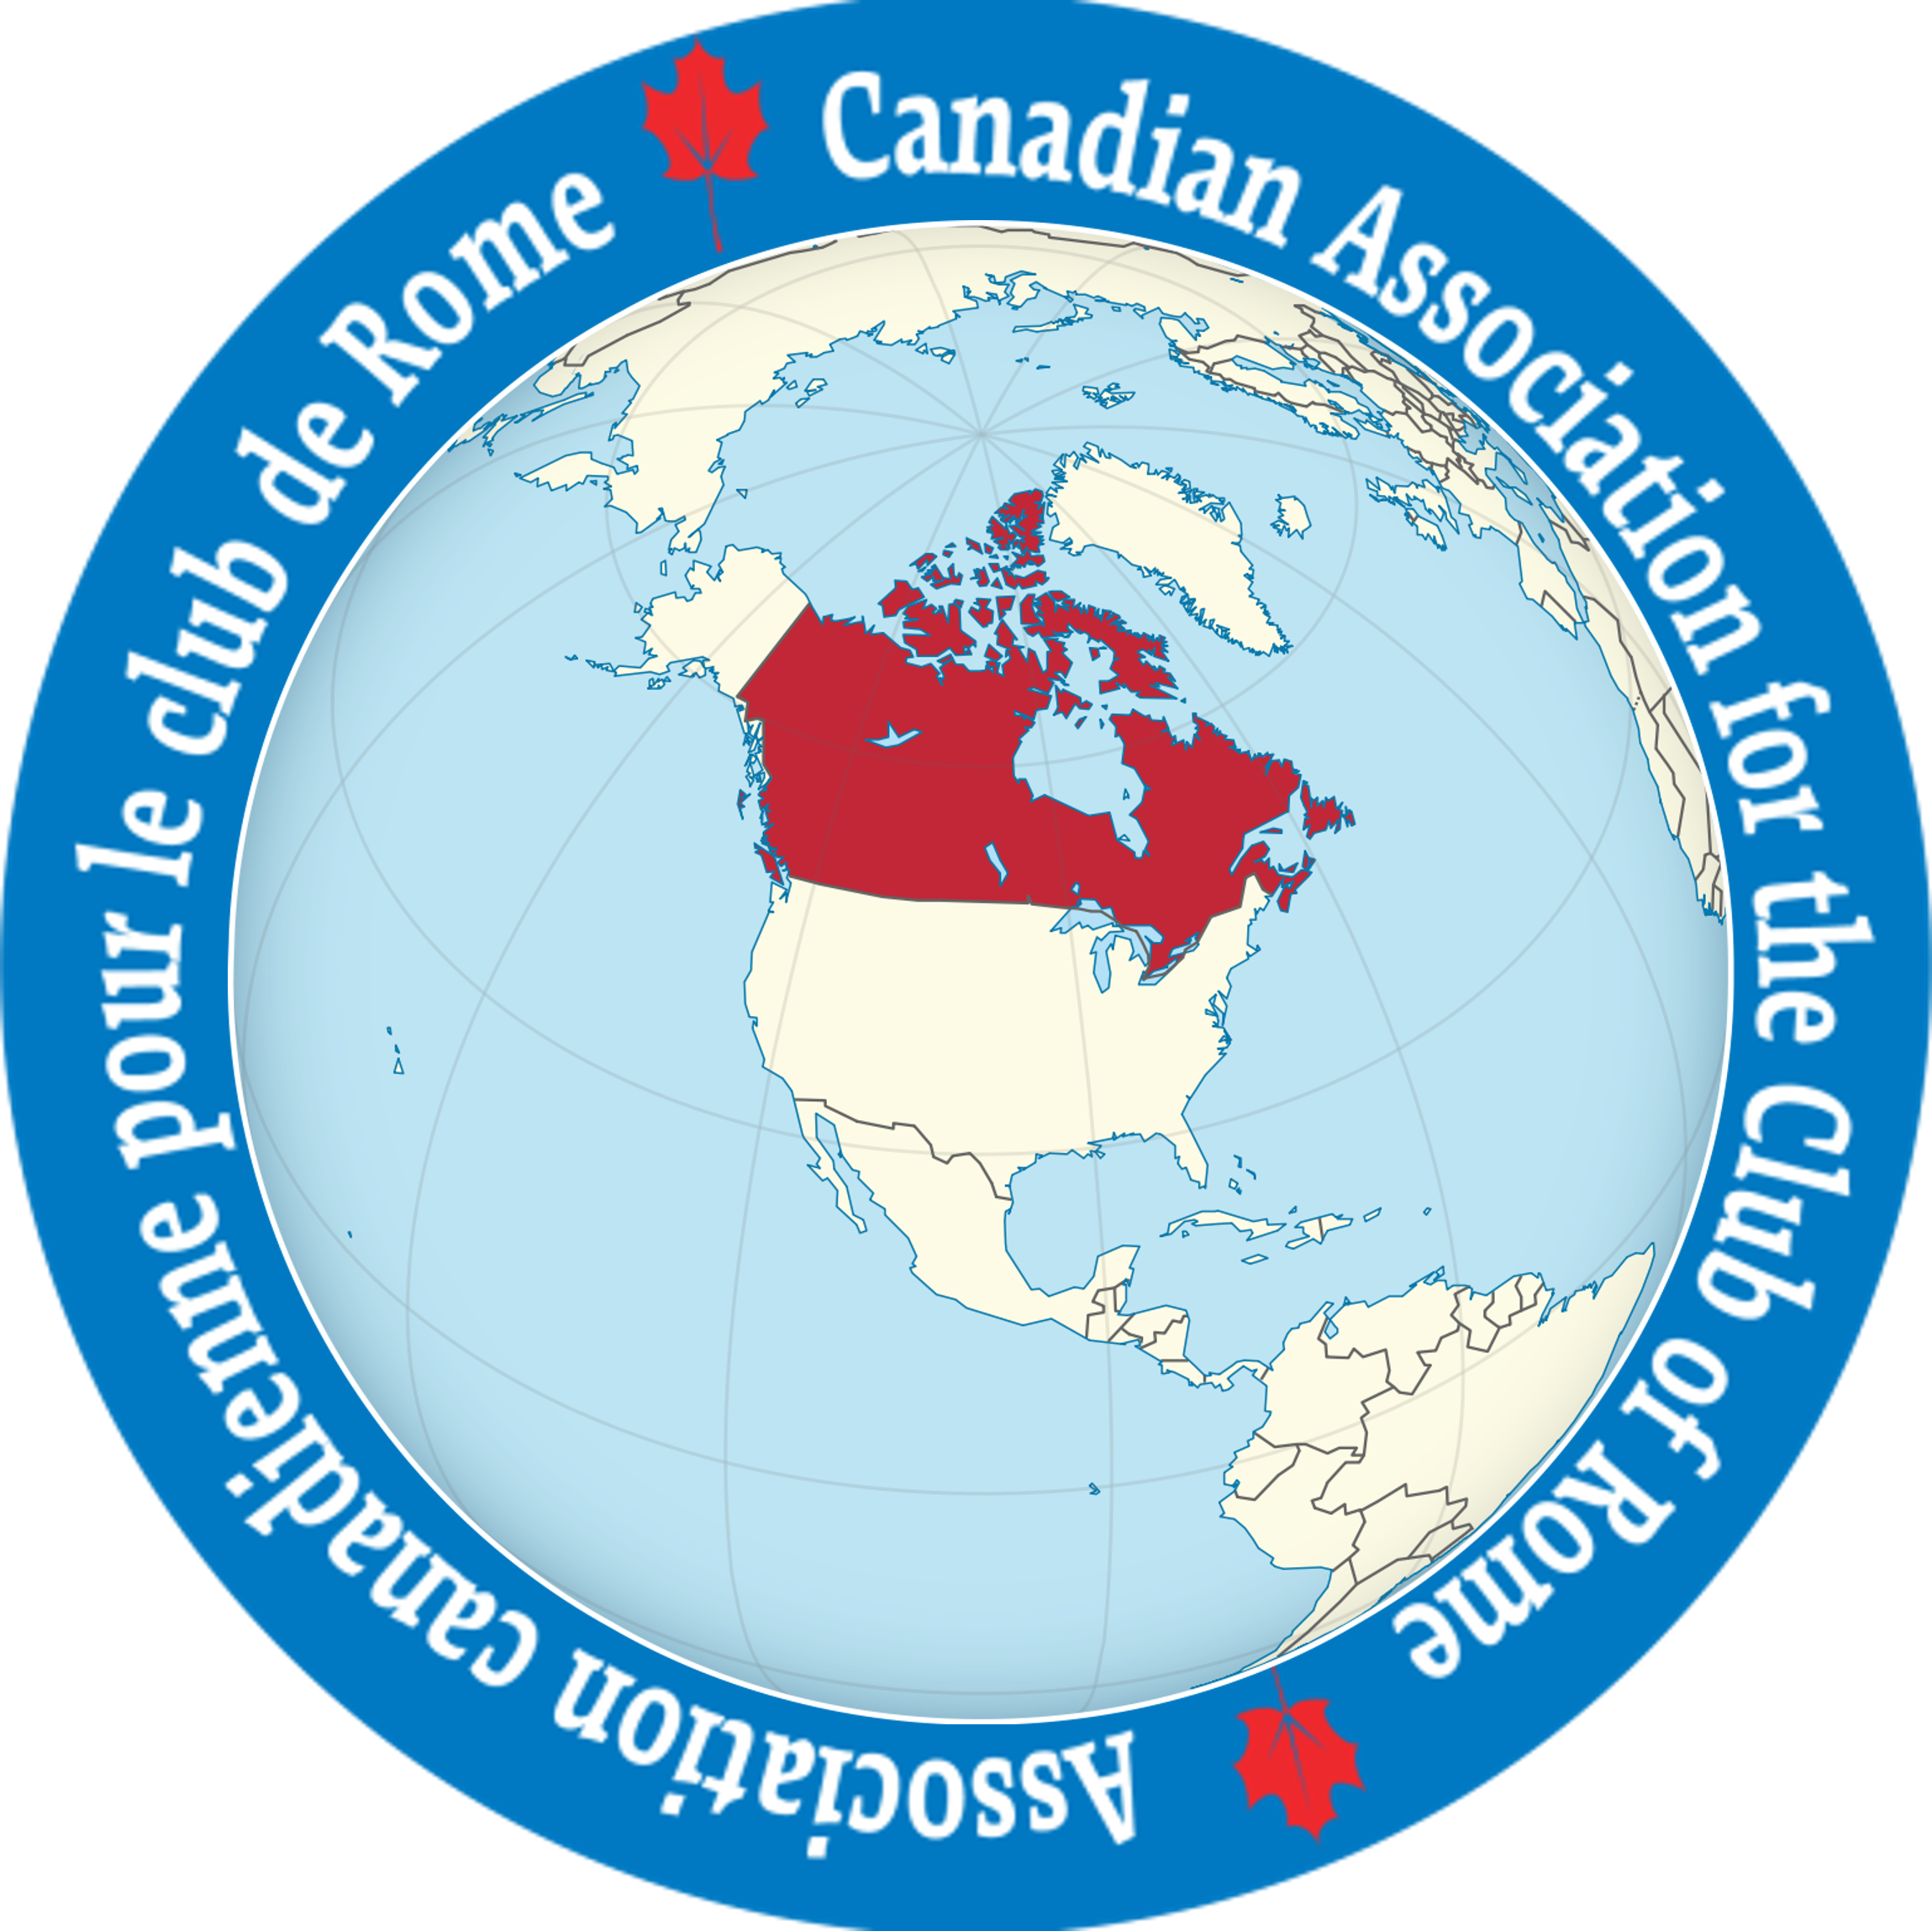 Canadian Association for the Club of Rome
Association canadienne pour le club de Rome